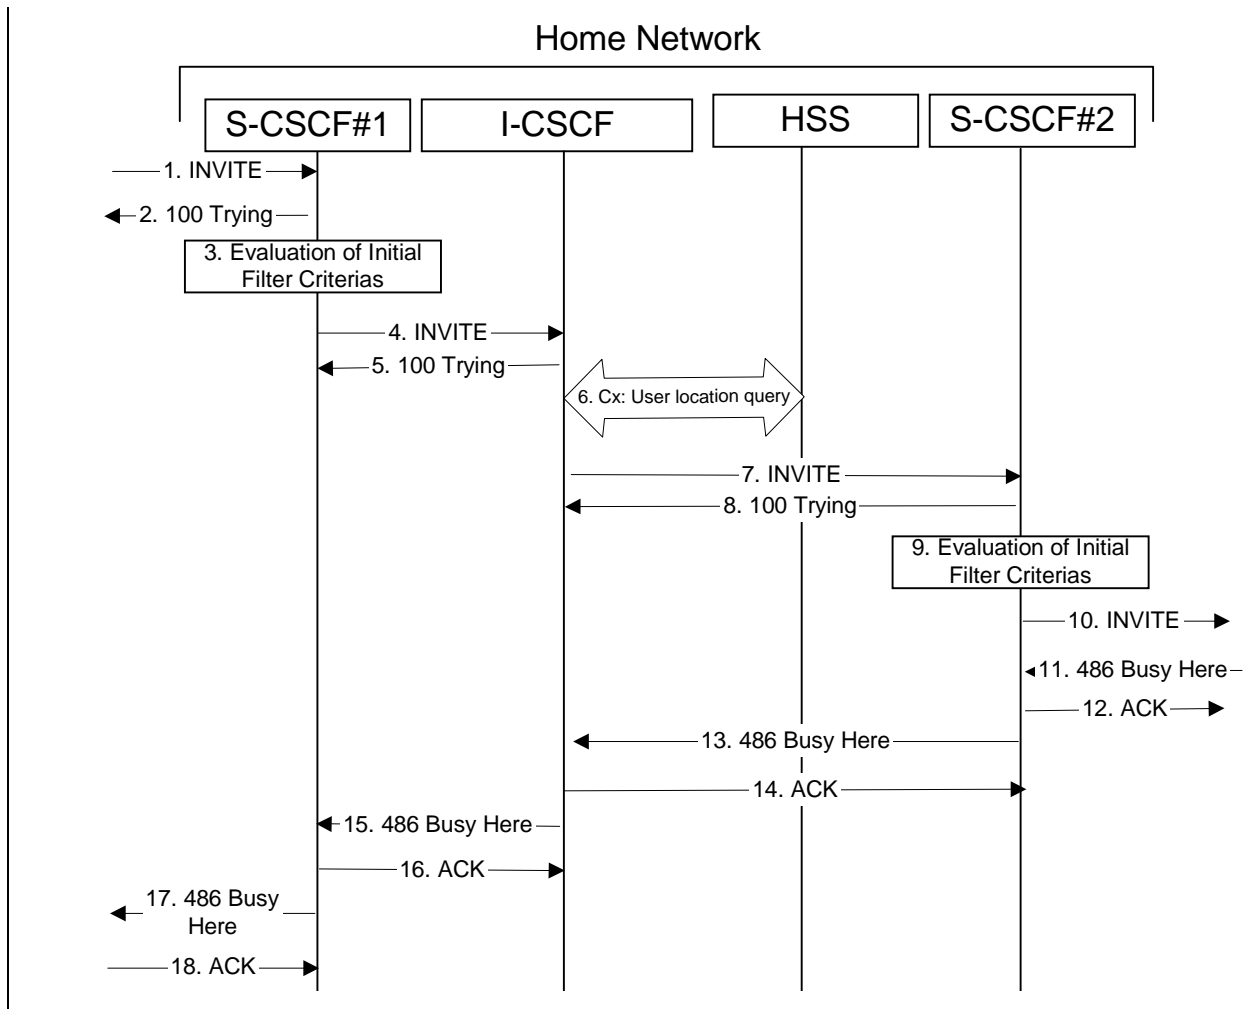 Home Network
S-CSCF#1
I-CSCF
HSS
S-CSCF#2
1. INVITE
2. 100 Trying
3. Evaluation of Initial
Filter Criterias
4. INVITE
5. 100 Trying
6. Cx: User location query
7. INVITE
8. 100 Trying
9. Evaluation of Initial
Filter Criterias
10. INVITE
11. 486 Busy Here
12. ACK
13. 486 Busy Here
14. ACK
15. 486 Busy Here
16. ACK
17. 486 Busy
Here
18. ACK